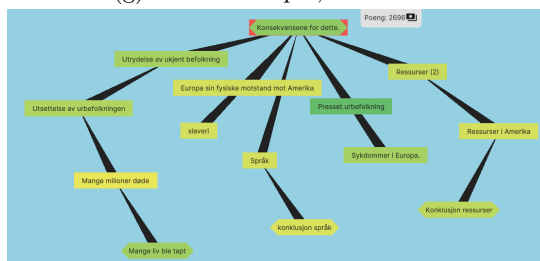 (g)
Poeng: 2696
Konsekvensene for dette.
Utrydelse av ukjent befolkning
Ressurser (2)
Europa sin fysiske motstand mot Amerika
Utsettelse av urbefolkningen
Presset urbefolkning
slaveri
Ressurser i Amerika
Språk
Sykdommer i Europa.
Mange milioner døde
Konklusjon ressurser
konklusjon språk
Mange liv ble tapt